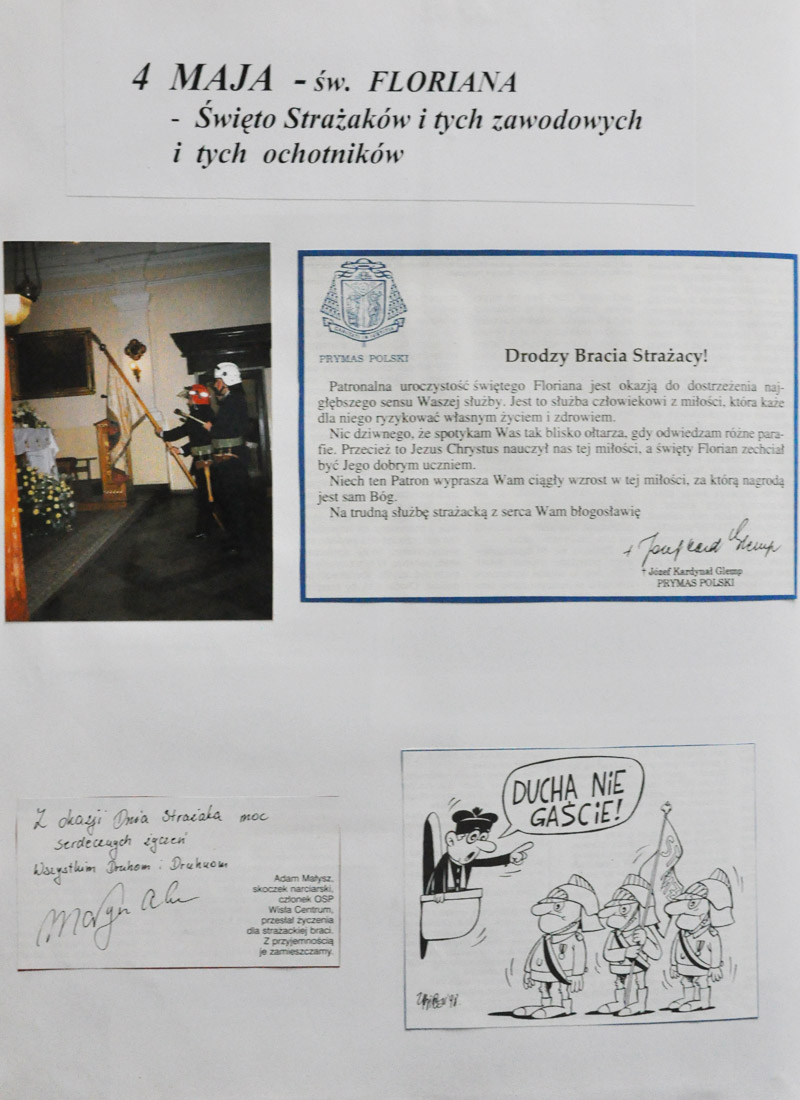 4 MAJA - św. FLORIANA
- Święto Strażaków i tych zawodowych
i tych ochotników
PRYMAS POLSKI
Drodzy Bracia Strażacy!
Patronalna uroczystość świętego Floriana jest okazją do dostrzeżenia naj-
głębszego sensu Waszej służby. Jest to służba człowiekowi z miłości, która każe
dla niego ryzykować własnym życiem i zdrowiem.
Nic dziwnego, że spotykam Was tak blisko ołtarza, gdy odwiedzam różne para-
fie. Przecież to Jezus Chrystus nauczył nas tej miłości, a święty Florian zechciał
być Jego dobrym uczniem.
Niech ten Patron wyprasza Wam ciągły wzrost w tej miłości, za którą nagrodą
jest sam Bóg.
Na trudną służbę strażacką z serca Wam błogosławię
+ Józef kard Glemp
† Józef Kardynał Glemp
PRYMAS POLSKI
Z okazji Dnia Strażaka moc
serdecznych życzeń
Wszystkim Druhom i Druhnom
Adam Małysz,
skoczek narciarski,
członek OSP
Wisła Centrum,
przesłał życzenia
dla strażackiej braci.
Z przyjemnością
je zamieszczamy.
DUCHA NIE
GAŚCIE!